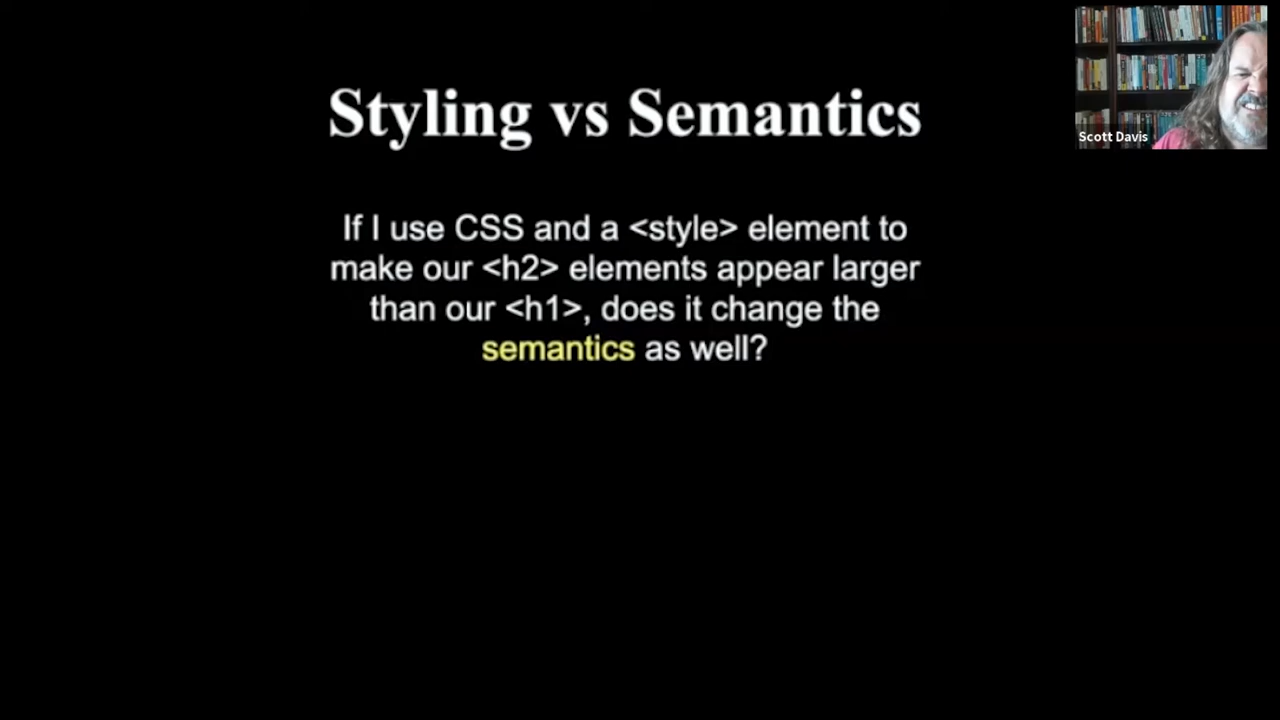 Styling vs Semantics
If I use CSS and a <style> element to
make our <h2> elements appear larger
than our <h1>, does it change the
semantics as well?
Scott Davis